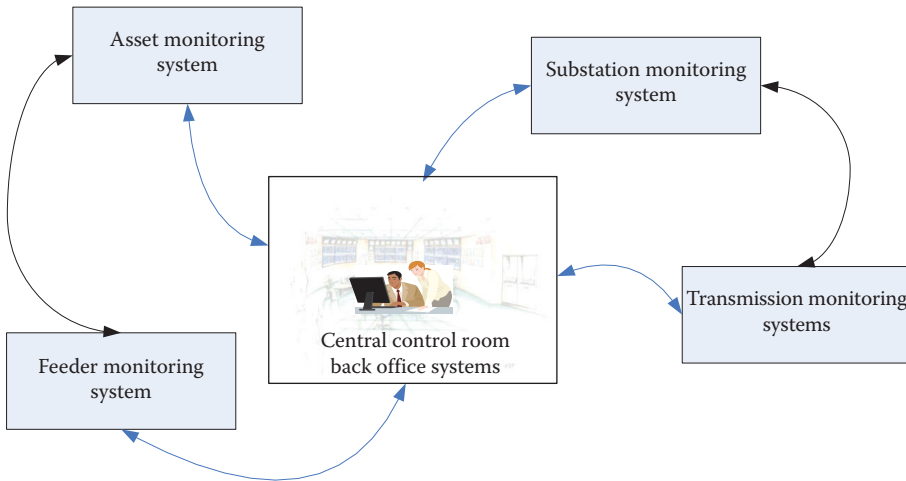 Asset monitoring
system
Substation monitoring
system
Transmission monitoring
systems
Central control room
back office systems
Feeder monitoring
system